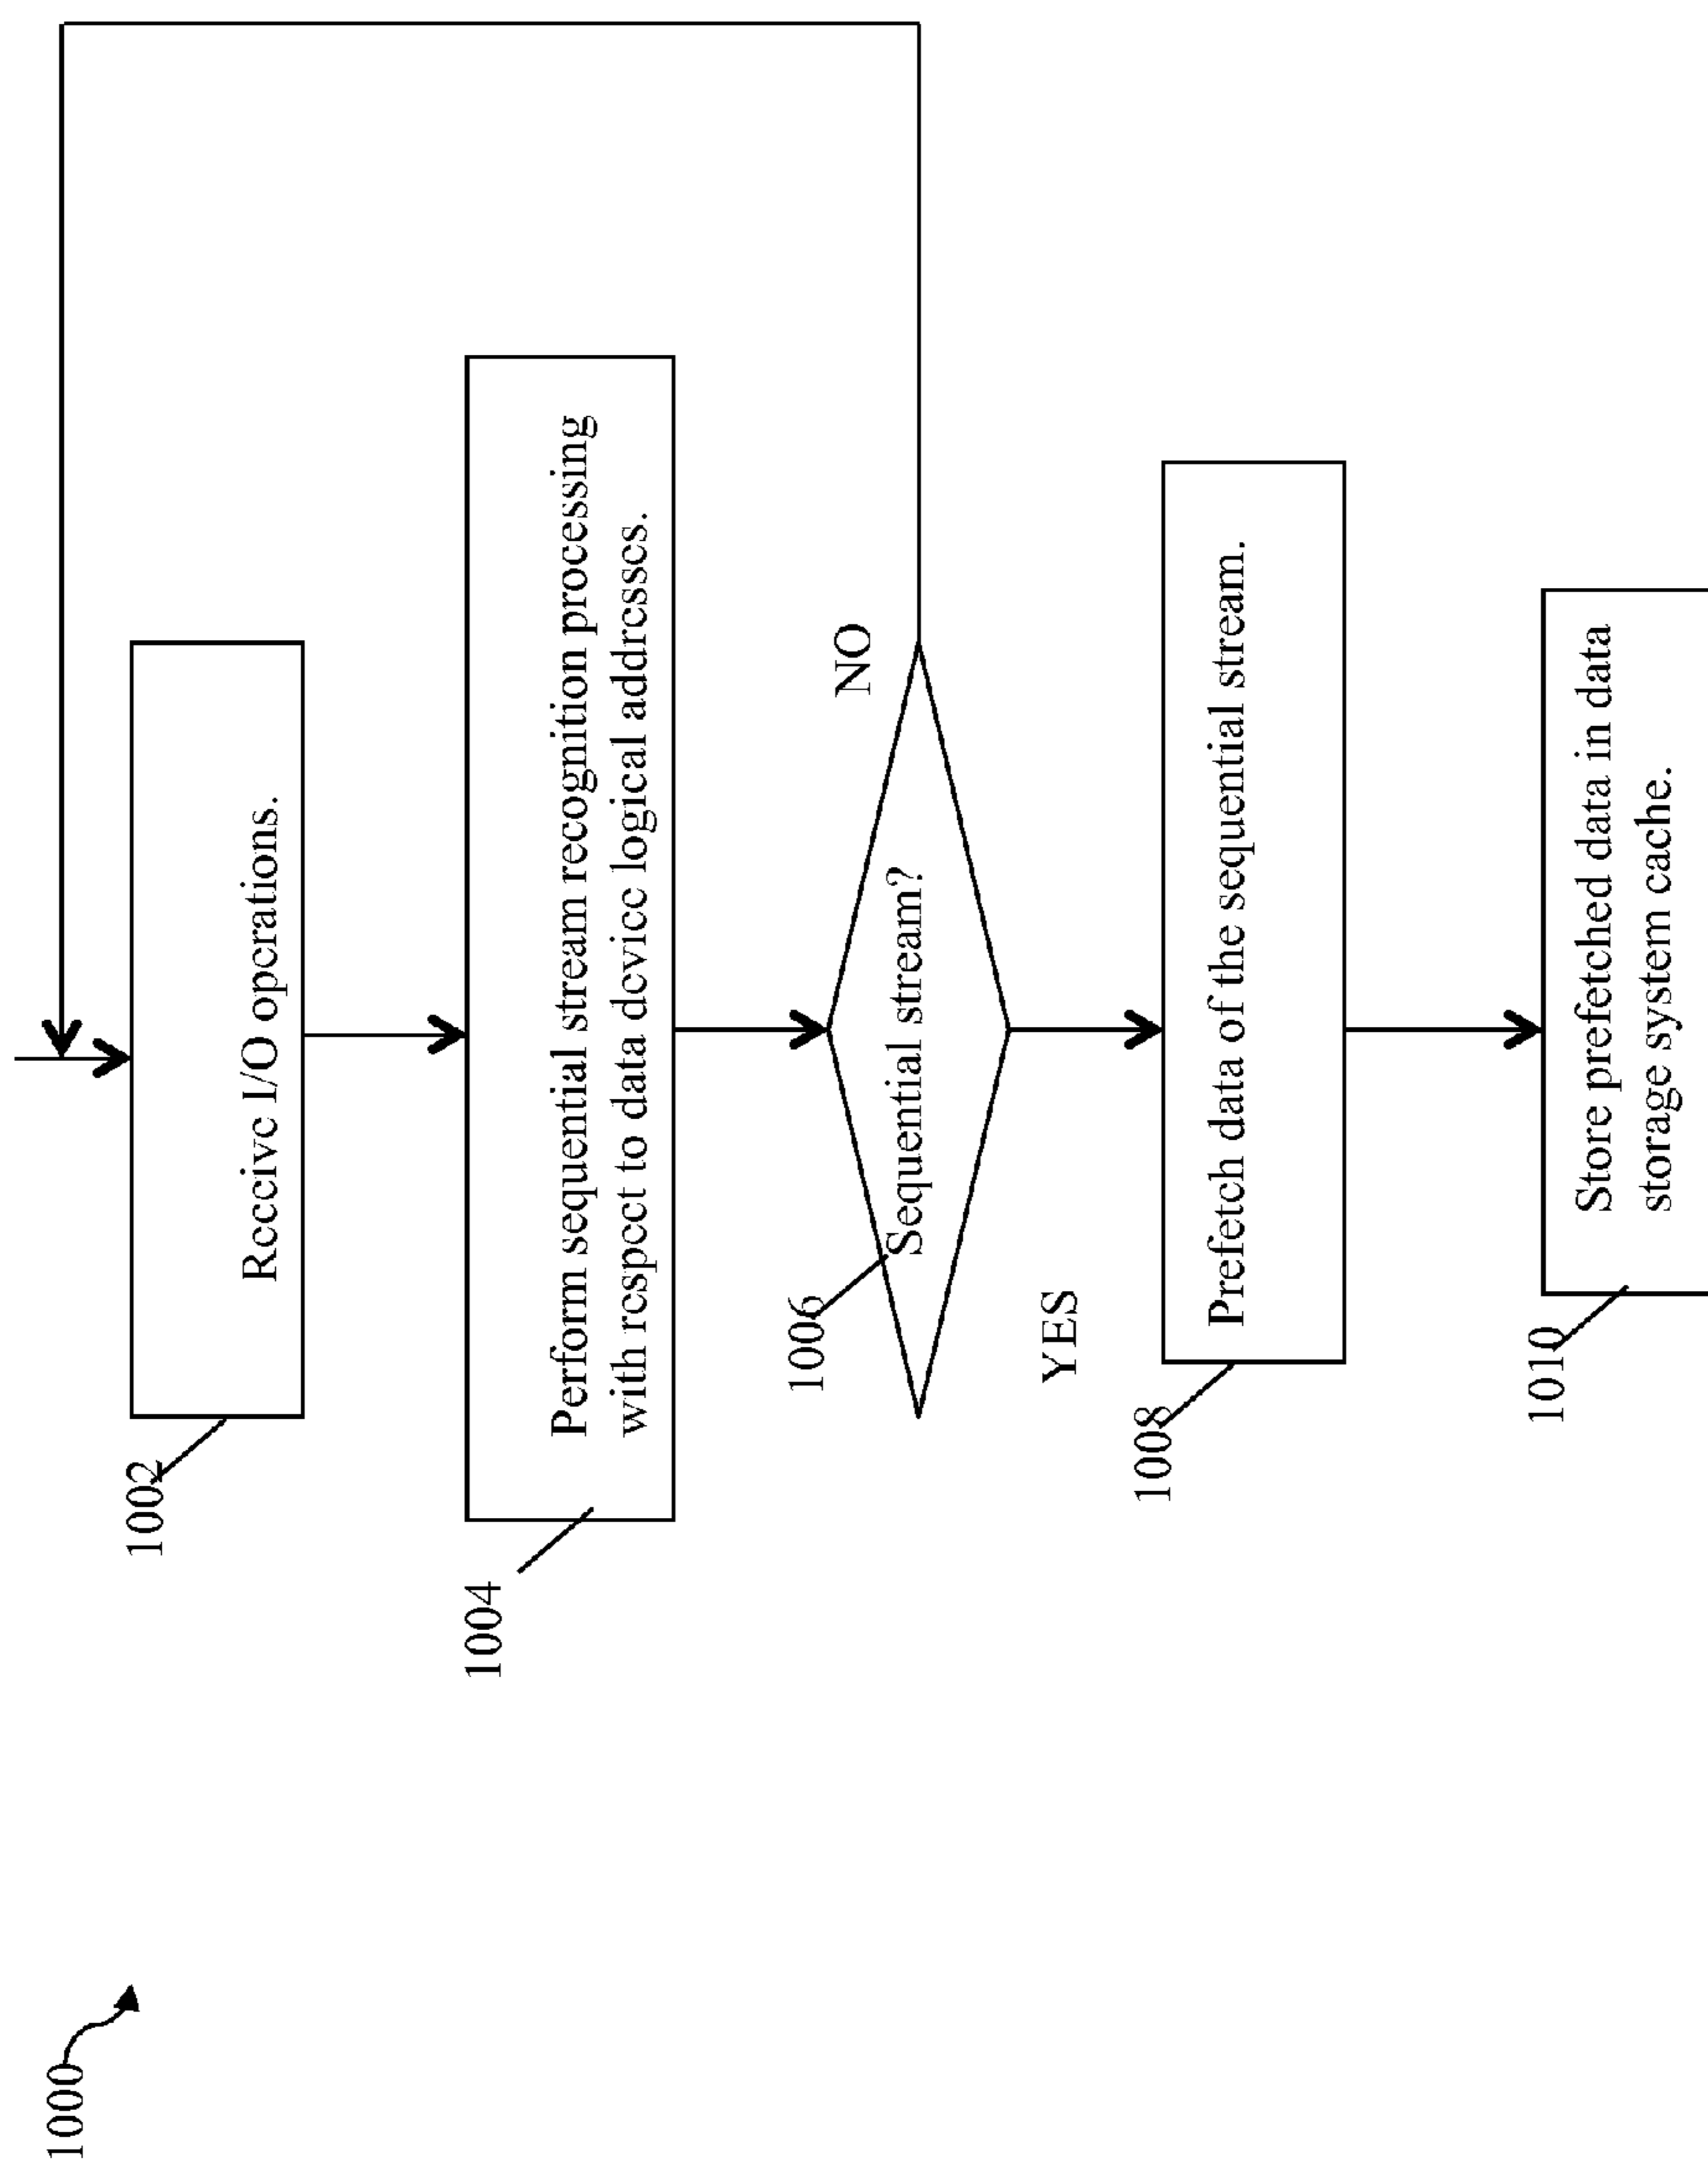 1000
1002
Receive I/O operations.
1004
Perform sequential stream recognition processing
with respect to data device logical addresses.
1006
Sequential stream?
NO
YES
1008
Prefetch data of the sequential stream.
1010
Store prefetched data in data
storage system cache.